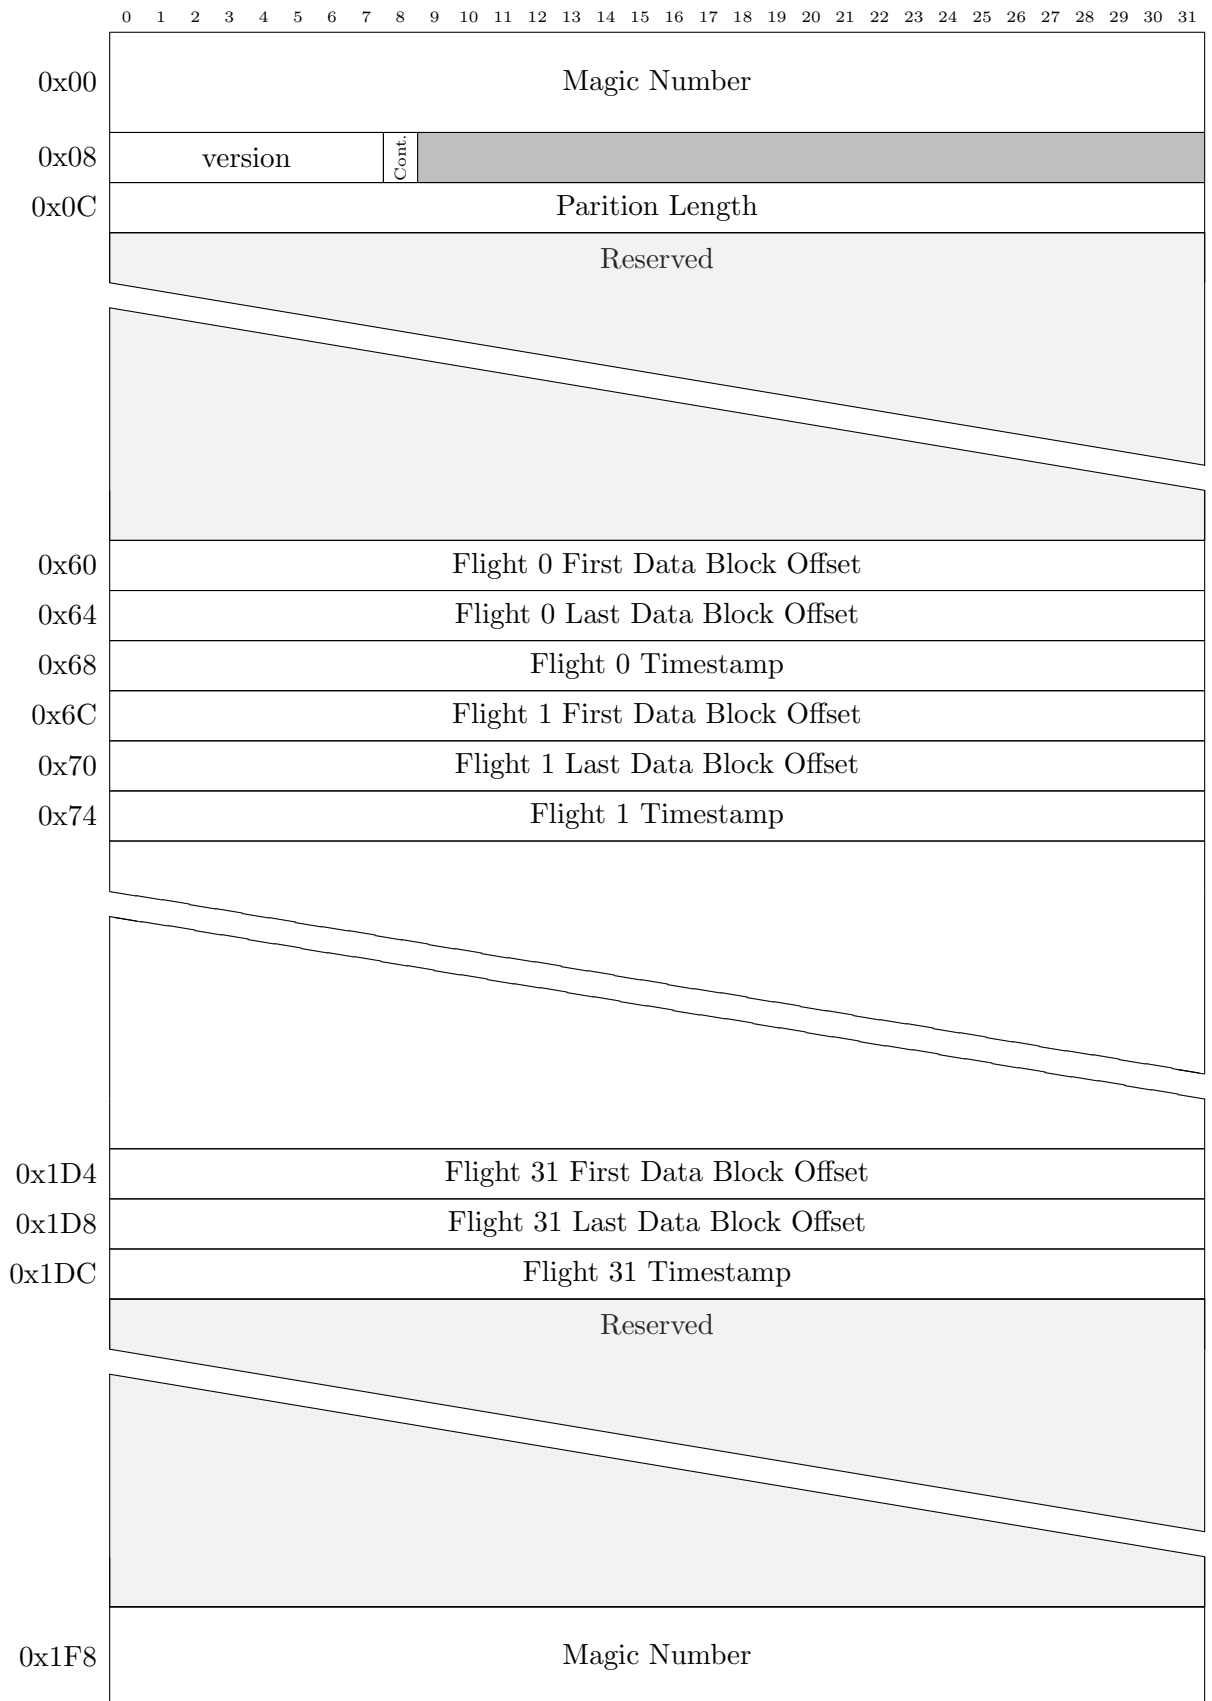 0 1 2 3 4 5 6 7 8 9 10 11 12 13 14 15 16 17 18 19 20 21 22 23 24 25 26 27 28 29 30 31
0x00 Magic Number
0x08 version Cont.
0x0C Parition Length
Reserved
0x60 Flight 0 First Data Block Offset
0x64 Flight 0 Last Data Block Offset
0x68 Flight 0 Timestamp
0x6C Flight 1 First Data Block Offset
0x70 Flight 1 Last Data Block Offset
0x74 Flight 1 Timestamp
0x1D4 Flight 31 First Data Block Offset
0x1D8 Flight 31 Last Data Block Offset
0x1DC Flight 31 Timestamp
Reserved
0x1F8 Magic Number